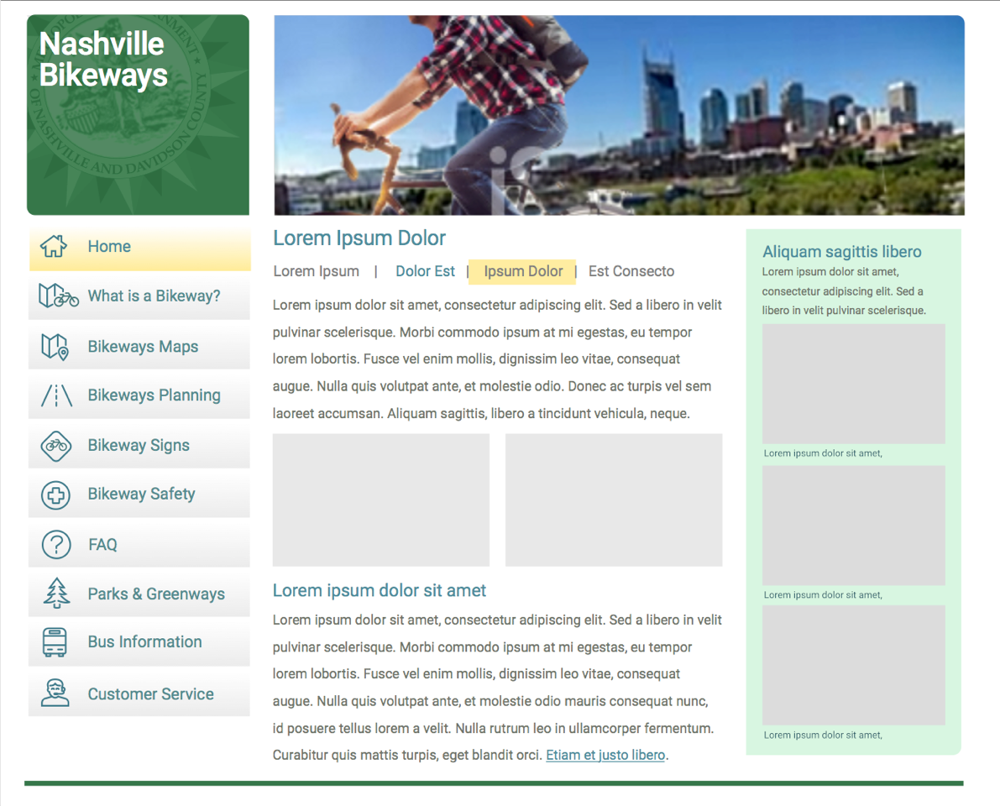 Nashville
Bikeways
OF NASHVILLE AND DAVIDSON COUNTY
Home
What is a Bikeway?
Bikeways Maps
Bikeways Planning
Bikeway Signs
Bikeway Safety
FAQ
Parks & Greenways
Bus Information
Customer Service
Lorem Ipsum Dolor
Lorem Ipsum | Dolor Est | Ipsum Dolor | Est Consecto
Lorem ipsum dolor sit amet, consectetur adipiscing elit. Sed a libero in velit
pulvinar scelerisque. Morbi commodo ipsum at mi egestas, eu tempor
lorem lobortis. Fusce vel enim mollis, dignissim leo vitae, consequat
augue. Nulla quis volutpat ante, et molestie odio. Donec ac turpis vel sem
laoreet accumsan. Aliquam sagittis, libero a tincidunt vehicula, neque.
Lorem ipsum dolor sit amet
Lorem ipsum dolor sit amet, consectetur adipiscing elit. Sed a libero in velit
pulvinar scelerisque. Morbi commodo ipsum at mi egestas, eu tempor
lorem lobortis. Fusce vel enim mollis, dignissim leo vitae, consequat
augue. Nulla quis volutpat ante, et molestie odio mauris consequat nunc,
id posuere tellus lorem a velit. Nulla rutrum leo in ullamcorper fermentum.
Curabitur quis mattis turpis, eget blandit orci. Etiam et justo libero.
Aliquam sagittis libero
Lorem ipsum dolor sit amet,
consectetur adipiscing elit. Sed a
libero in velit pulvinar scelerisque.
Lorem ipsum dolor sit amet,
Lorem ipsum dolor sit amet,
Lorem ipsum dolor sit amet,